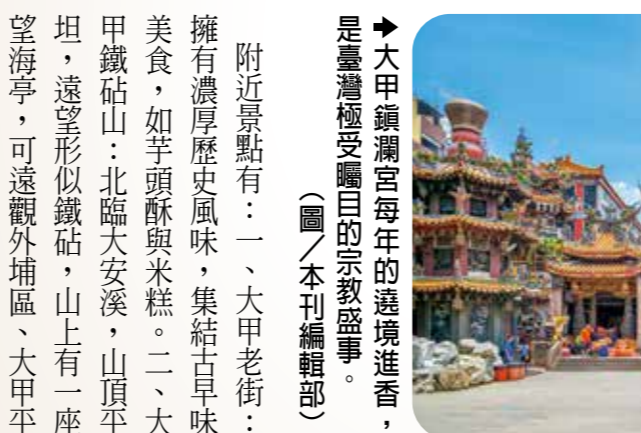 ➜大甲鎮瀾宮每年的遶境進香，
是臺灣極受矚目的宗教盛事。
（圖／本刊編輯部）
附近景點有：一、大甲老街：
擁有濃厚歷史風味，集結古早味
美食，如芋頭酥與米糕。二、大
甲鐵砧山：北臨大安溪，山頂平
坦，遠望形似鐵砧，山上有一座
望海亭，可遠觀外埔區、大甲平